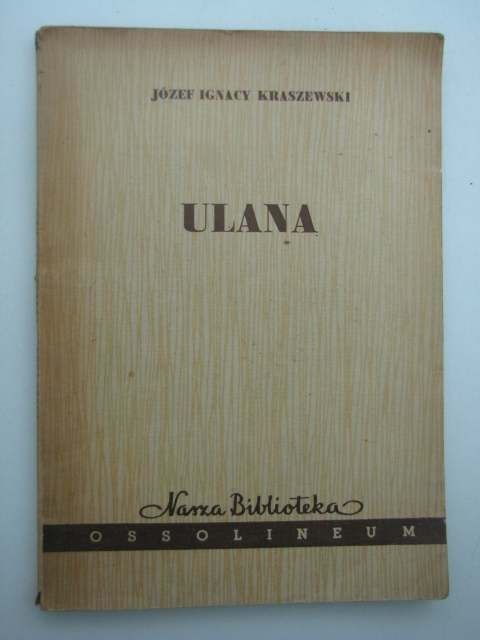 JÓZEF IGNACY KRASZEWSKI
ULANA
Nasza Biblioteka
OSSOLINEUM